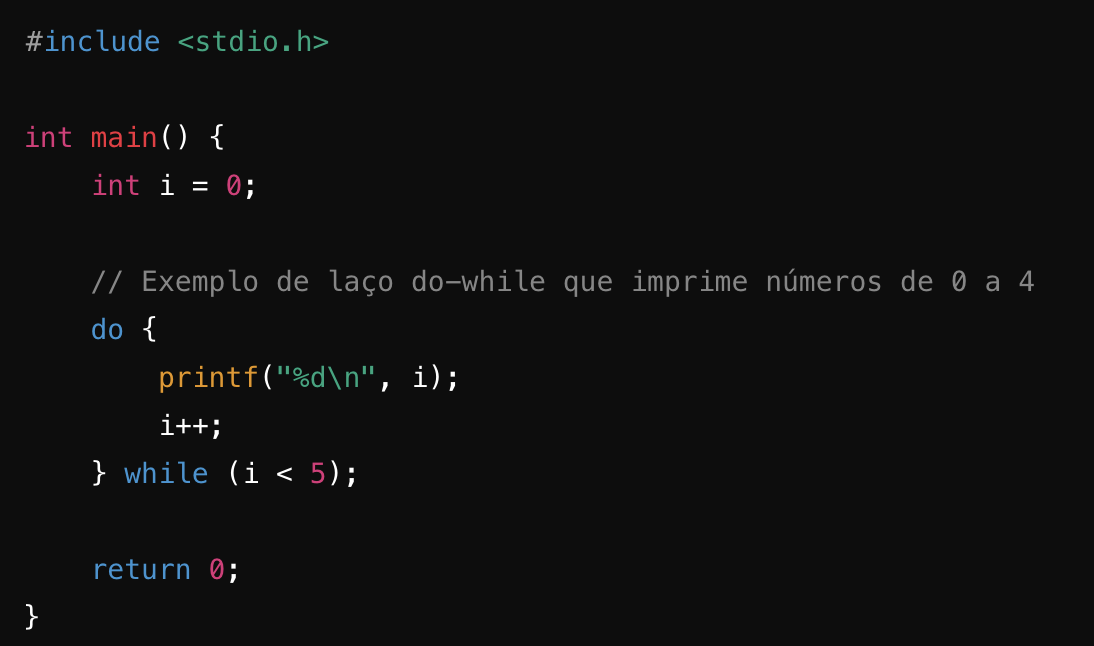 #include <stdio.h>
int main() {
    int i = 0;
    // Exemplo de laço do-while que imprime números de 0 a 4
    do {
        printf("%d\n", i);
        i++;
    } while (i < 5);
    return 0;
}